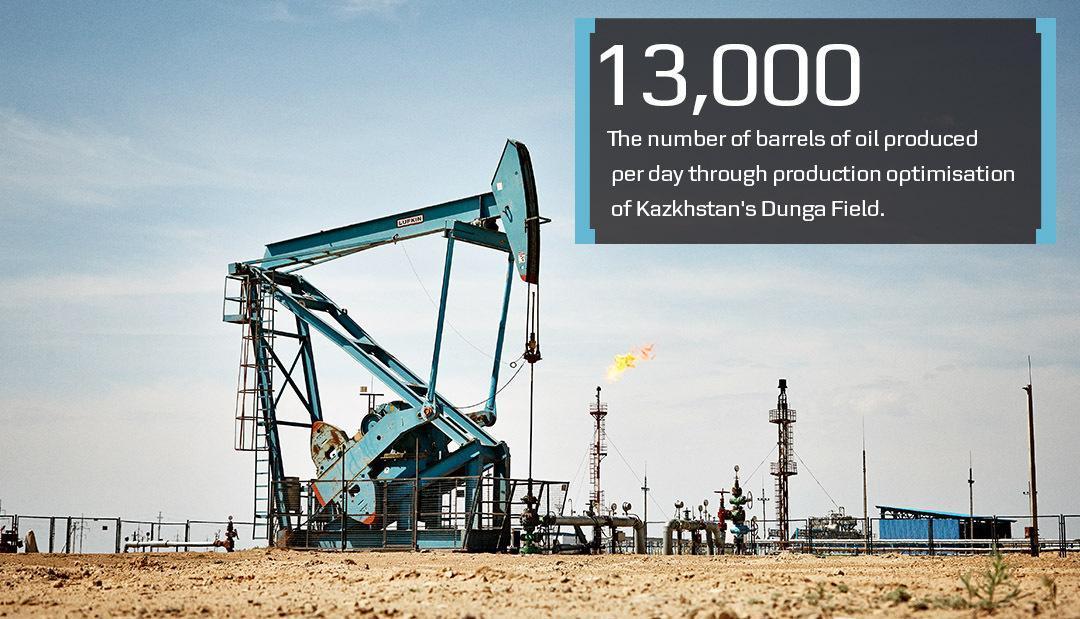 13,000
The number of barrels of oil produced
per day through production optimisation
of Kazkhstan's Dunga Field.
LUFKIN